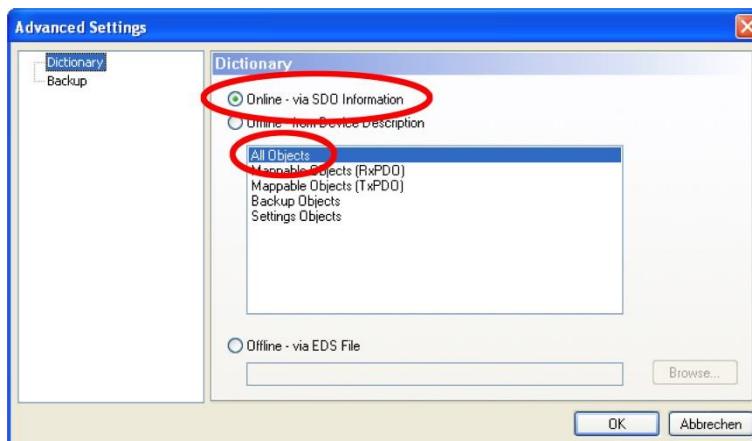 Advanced Settings
Dictionary
Backup
Dictionary
Online - via SDO Information
Offline - from Device Description
All Objects
Mappable Objects (RxPDO)
Mappable Objects (TxPDO)
Backup Objects
Settings Objects
Offline - via EDS File
Browse...
OK
Abbrechen